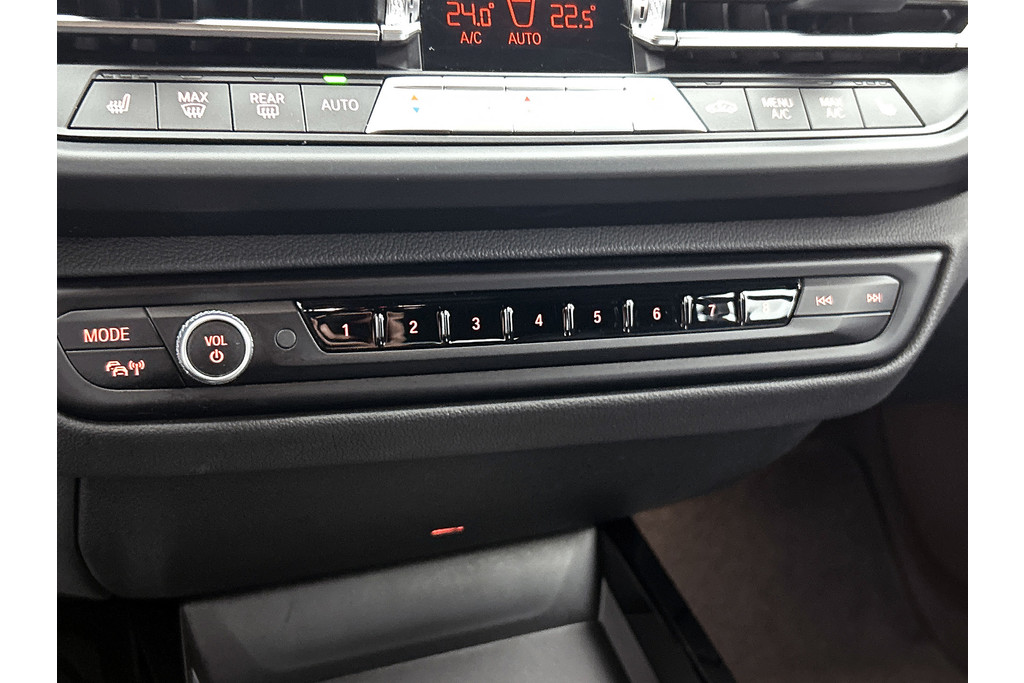 24.0° 22.5°
A/C AUTO
MAX REAR AUTO MENU A/C MAX A/C
MODE VOL 1 2 3 4 5 6 7 8